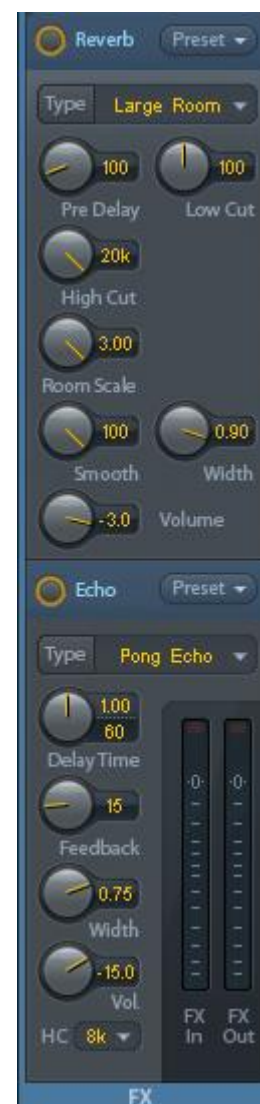 Reverb Preset
Type Large Room
100 100
Pre Delay Low Cut
20k
High Cut
3.00
Room Scale
100 0.90
Smooth Width
-3.0 Volume
Echo Preset
Type Pong Echo
1.00
60
Delay Time
15
Feedback
0.75
Width
-15.0
Vol.
HC 8k
-0- -0-
FX FX
In Out
FX